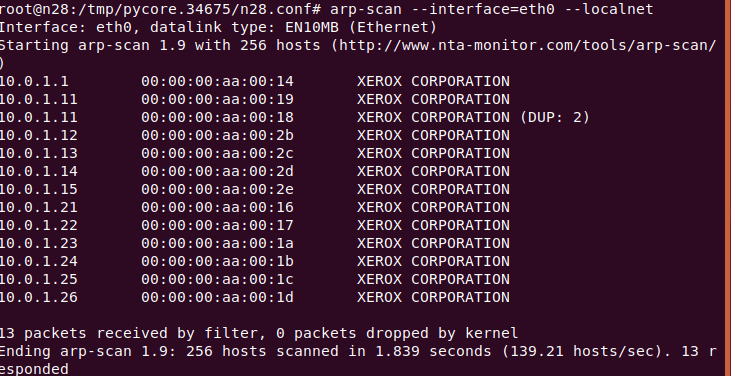 root@n28:/tmp/pycore.34675/n28.conf# arp-scan --interface=eth0 --localnet
Interface: eth0, datalink type: EN10MB (Ethernet)
Starting arp-scan 1.9 with 256 hosts (http://www.nta-monitor.com/tools/arp-scan/
)
10.0.1.1	00:00:00:aa:00:14	XEROX CORPORATION
10.0.1.11	00:00:00:aa:00:19	XEROX CORPORATION
10.0.1.11	00:00:00:aa:00:18	XEROX CORPORATION (DUP: 2)
10.0.1.12	00:00:00:aa:00:2b	XEROX CORPORATION
10.0.1.13	00:00:00:aa:00:2c	XEROX CORPORATION
10.0.1.14	00:00:00:aa:00:2d	XEROX CORPORATION
10.0.1.15	00:00:00:aa:00:2e	XEROX CORPORATION
10.0.1.21	00:00:00:aa:00:16	XEROX CORPORATION
10.0.1.22	00:00:00:aa:00:17	XEROX CORPORATION
10.0.1.23	00:00:00:aa:00:1a	XEROX CORPORATION
10.0.1.24	00:00:00:aa:00:1b	XEROX CORPORATION
10.0.1.25	00:00:00:aa:00:1c	XEROX CORPORATION
10.0.1.26	00:00:00:aa:00:1d	XEROX CORPORATION
13 packets received by filter, 0 packets dropped by kernel
Ending arp-scan 1.9: 256 hosts scanned in 1.839 seconds (139.21 hosts/sec). 13 r
esponded